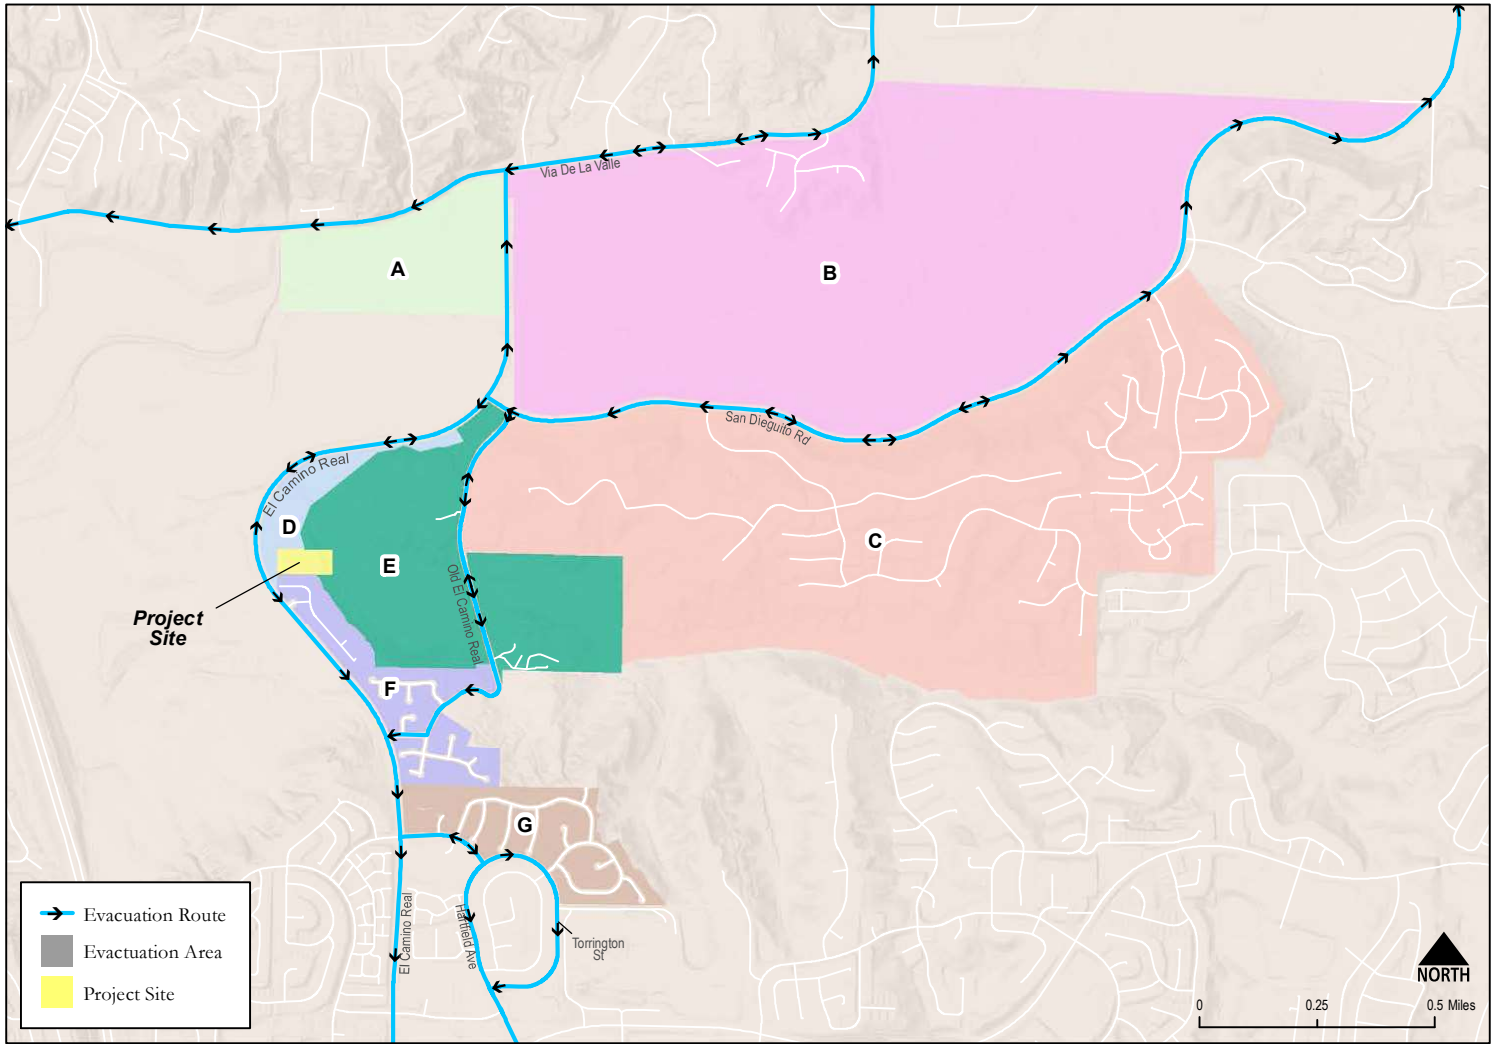 Via De La Valle
A
B
San Dieguito Rd
El Camino Real
D
C
E
Old El Camino Real
Project
Site
F
G
El Camino Real
Hartfield Ave
Torrington
St
Evacuation Route
Evactuation Area
Project Site
NORTH
0 0.25 0.5 Miles